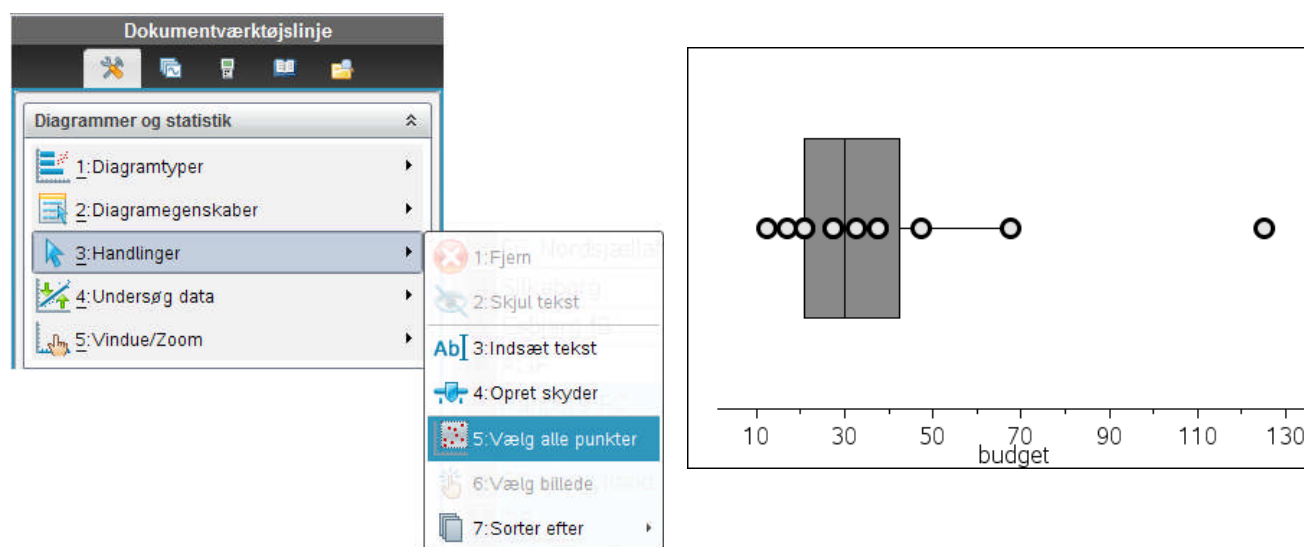 Dokumentværktøjslinje
Diagrammer og statistik
1:Diagramtyper
2:Diagramegenskaber
3:Handlinger
4:Undersøg data
5:Vindue/Zoom
1:Fjern
2:Skjul tekst
Ab 3:Indsæt tekst
4:Opret skyder
5:Vælg alle punkter
6:Vælg billede
7:Sorter efter
10 30 50 70 90 110 130
budget